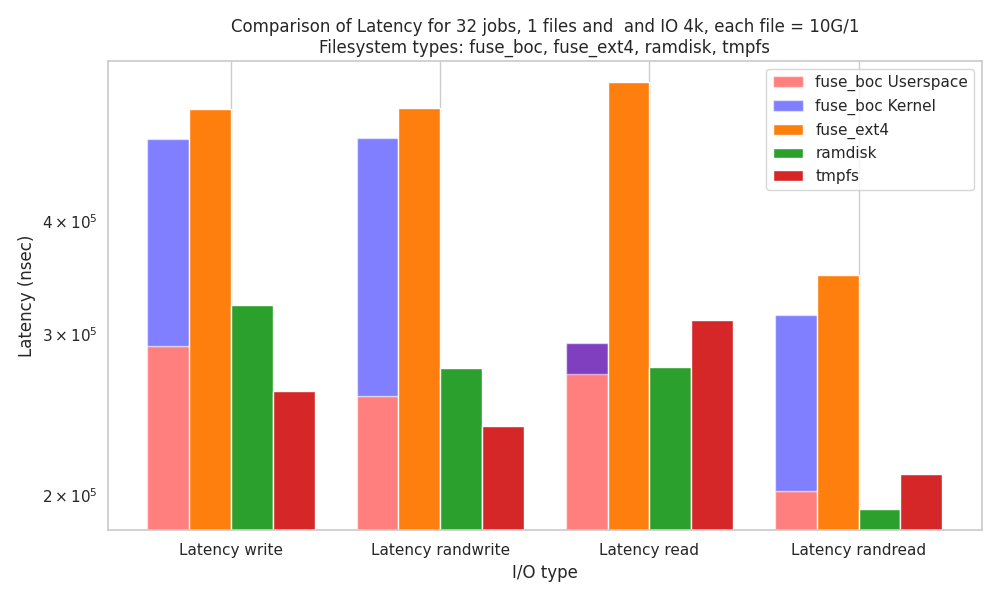 Comparison of Latency for 32 jobs, 1 files and  and IO 4k, each file = 10G/1
Filesystem types: fuse_boc, fuse_ext4, ramdisk, tmpfs
fuse_boc Userspace
fuse_boc Kernel
fuse_ext4
ramdisk
tmpfs
Latency (nsec)
4 × 10⁵
3 × 10⁵
2 × 10⁵
Latency write
Latency randwrite
Latency read
Latency randread
I/O type